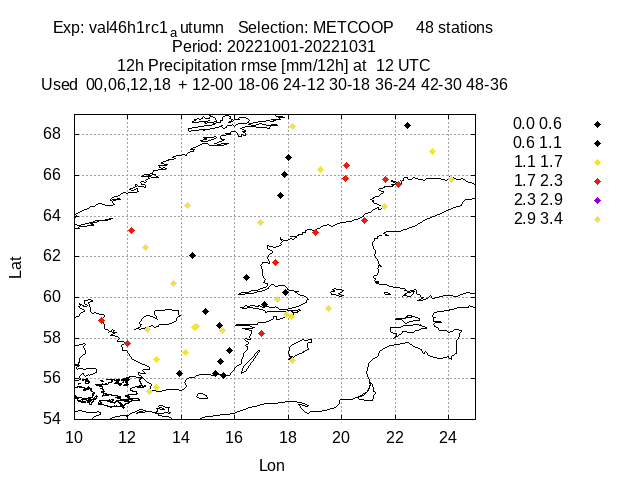 Exp: val46h1rc1autumn Selection: METCOOP 48 stations
Period: 20221001-20221031
12h Precipitation rmse [mm/12h] at 12 UTC
Used 00,06,12,18 + 12-00 18-06 24-12 30-18 36-24 42-30 48-36
0.0 0.6
0.6 1.1
1.1 1.7
1.7 2.3
2.3 2.9
2.9 3.4
Lat
68
66
64
62
60
58
56
54
10 12 14 16 18 20 22 24
Lon